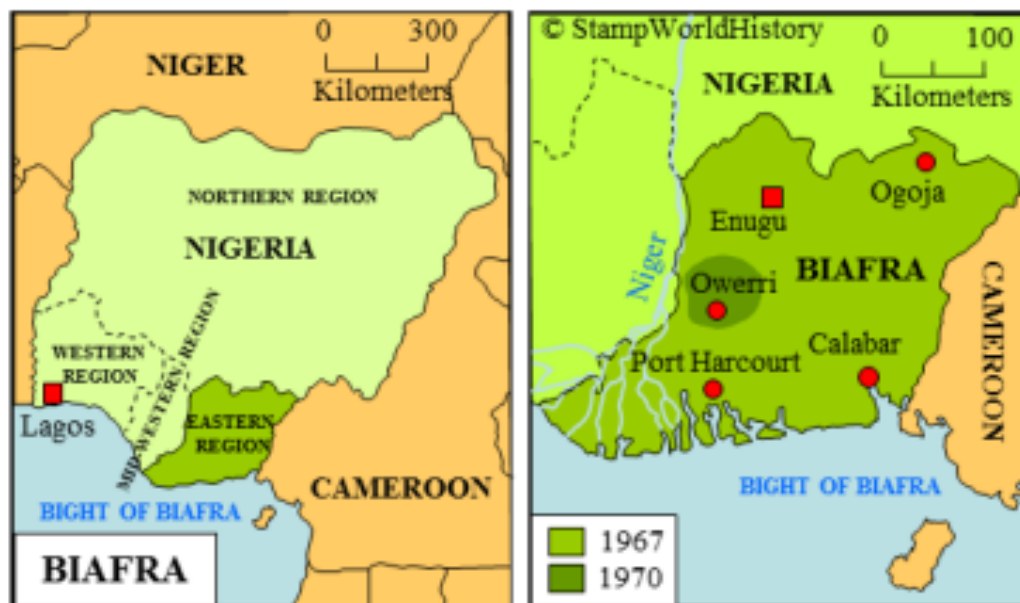 0 300
Kilometers
NIGER
NORTHERN REGION
NIGERIA
WESTERN
REGION
MID WESTERN REGION
EASTERN
REGION
Lagos
CAMEROON
BIGHT OF BIAFRA
BIAFRA
© StampWorldHistory
0 100
Kilometers
NIGERIA
Ogoja
Enugu
Niger
BIAFRA
Owerri
CAMEROON
Port Harcourt
Calabar
BIGHT OF BIAFRA
1967
1970